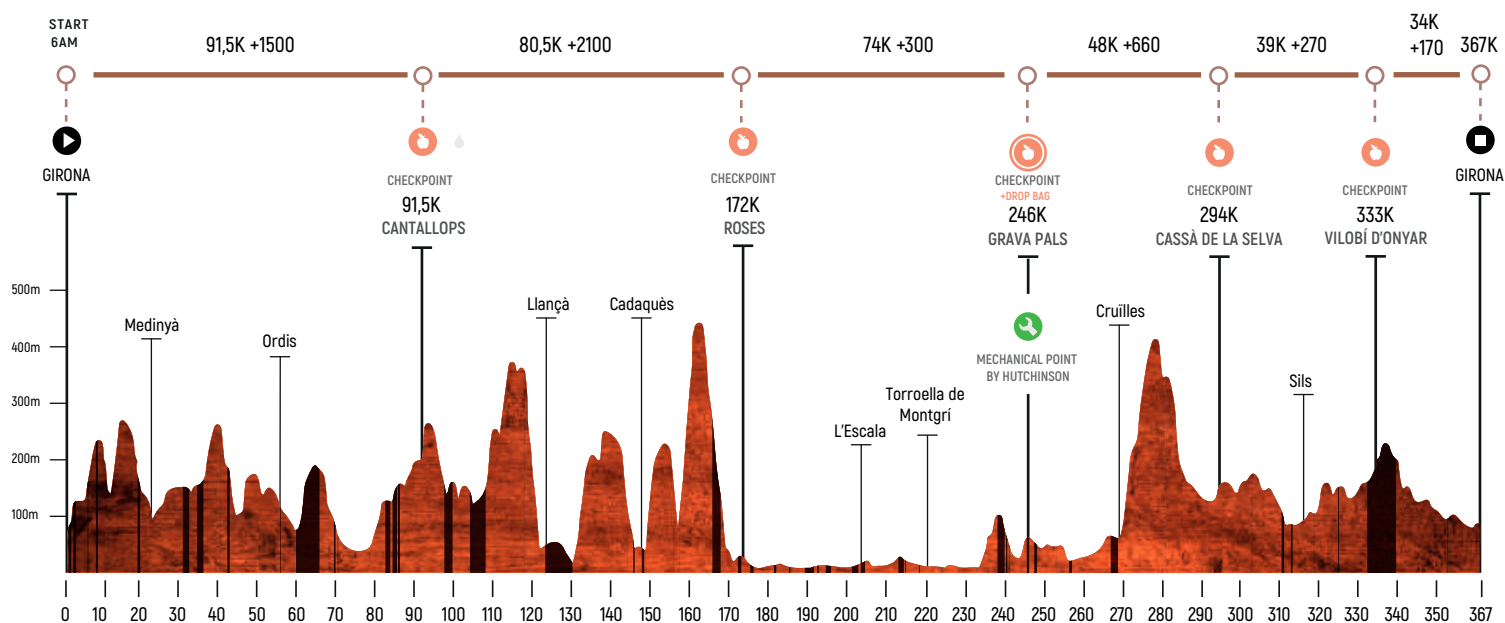 START
6AM
91,5K +1500
80,5K +2100
74K +300
48K +660
39K +270
34K
+170
367K
GIRONA
CHECKPOINT
91,5K
CANTALLOPS
CHECKPOINT
172K
ROSES
CHECKPOINT
+DROP BAG
246K
GRAVA PALS
CHECKPOINT
294K
CASSÀ DE LA SELVA
CHECKPOINT
333K
VILOBÍ D'ONYAR
GIRONA
MECHANICAL POINT
BY HUTCHINSON
500m
400m
300m
200m
100m
Medinyà
Ordis
Llançà
Cadaquès
L'Escala
Torroella de
Montgrí
Cruïlles
Sils
0 10 20 30 40 50 60 70 80 90 100 110 120 130 140 150 160 170 180 190 200 210 220 230 240 250 260 270 280 290 300 310 320 330 340 350 367